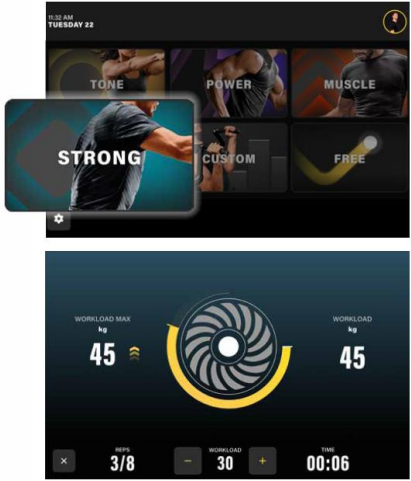 11:32 AM
TUESDAY 22
TONE
POWER
MUSCLE
STRONG
CUSTOM
FREE
WORKLOAD MAX
kg
45
WORKLOAD
kg
45
REPS
3/8
WORKLOAD
− 30 +
TIME
00:06